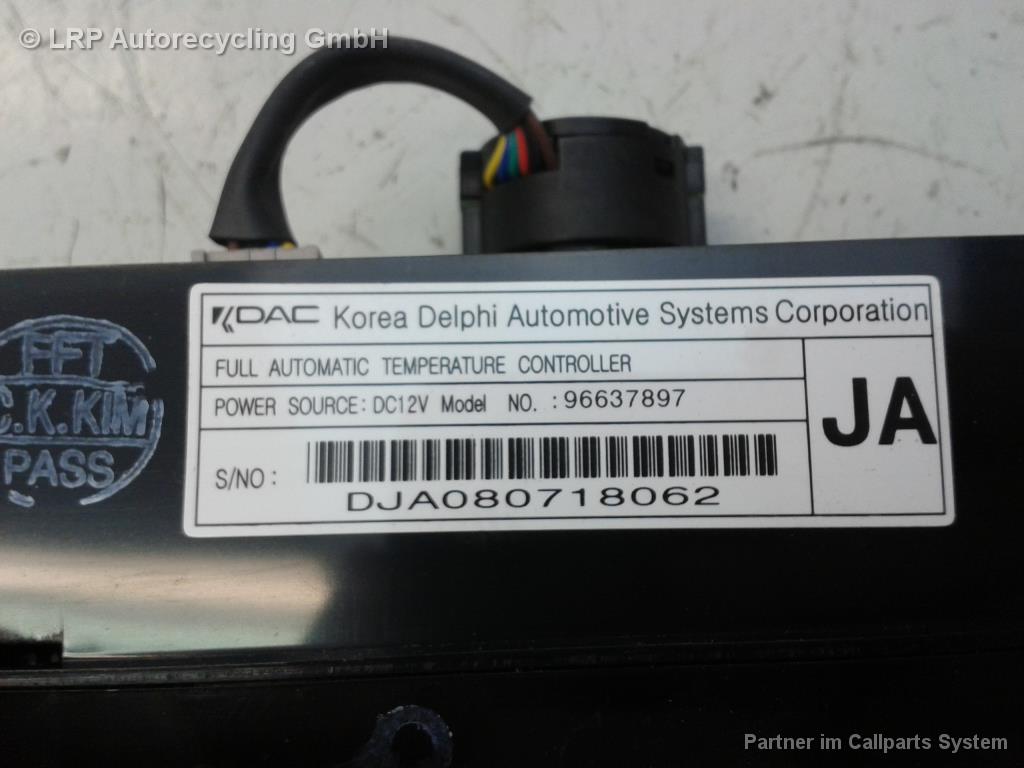 © LRP Autorecycling GmbH
KDAC Korea Delphi Automotive Systems Corporation
FULL AUTOMATIC TEMPERATURE CONTROLLER
POWER SOURCE: DC12V Model NO. : 96637897
JA
S/NO :
DJA080718062
FFT
C.K.KIM
PASS
Partner im Callparts System